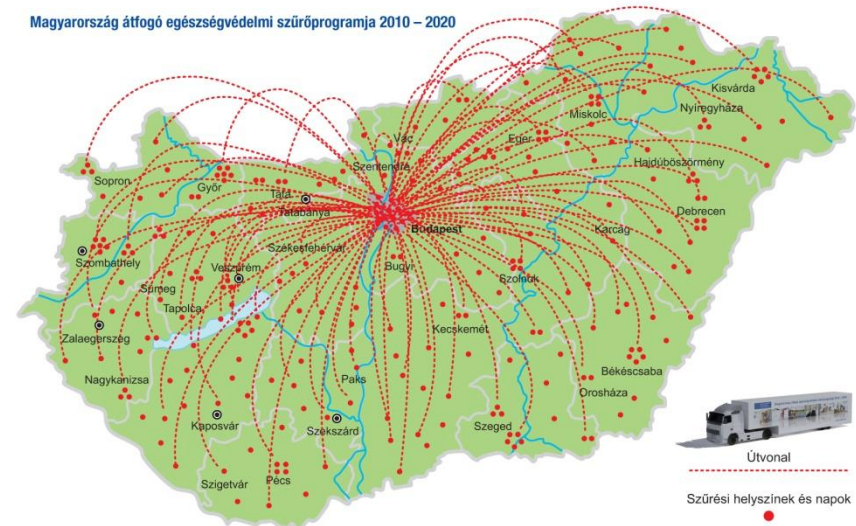 Magyarország átfogó egészségvédelmi szűrőprogramja 2010 – 2020
Kisvárda
Miskolc
Nyíregyháza
Vác
Eger
Szentendre
Hajdúböszörmény
Sopron
Győr
Tata
Tatabánya
Debrecen
Budapest
Karcag
Székesfehérvár
Szombathely
Bugyi
Veszprém
Szolnok
Sümeg
Tapolca
Kecskemét
Zalaegerszeg
Békéscsaba
Nagykanizsa
Paks
Orosháza
Kaposvár
Szekszárd
Szeged
Szigetvár
Pécs
Útvonal
Szűrési helyszínek és napok